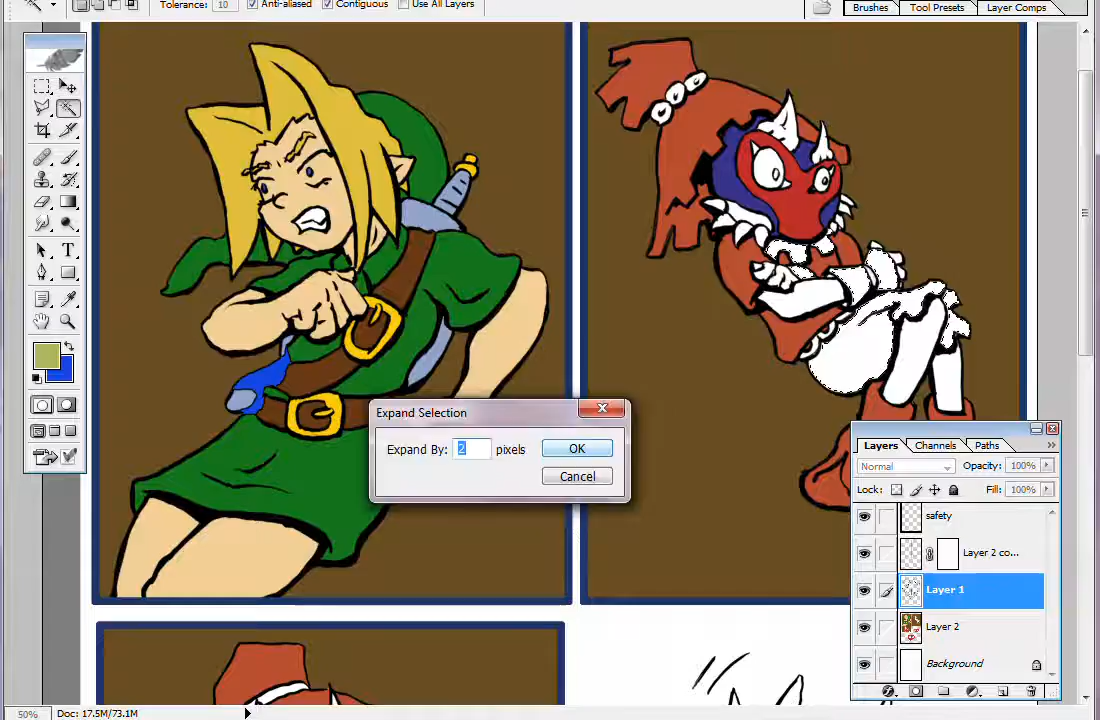 Tolerance: 10 Anti-aliased Contiguous Use All Layers
Brushes Tool Presets Layer Comps
T
Expand Selection
Expand By: 2 pixels
OK
Cancel
Layers Channels Paths
Normal Opacity: 100%
Lock: Fill: 100%
safety
Layer 2 co...
Layer 1
Layer 2
Background
50% Doc: 17.5M/73.1M